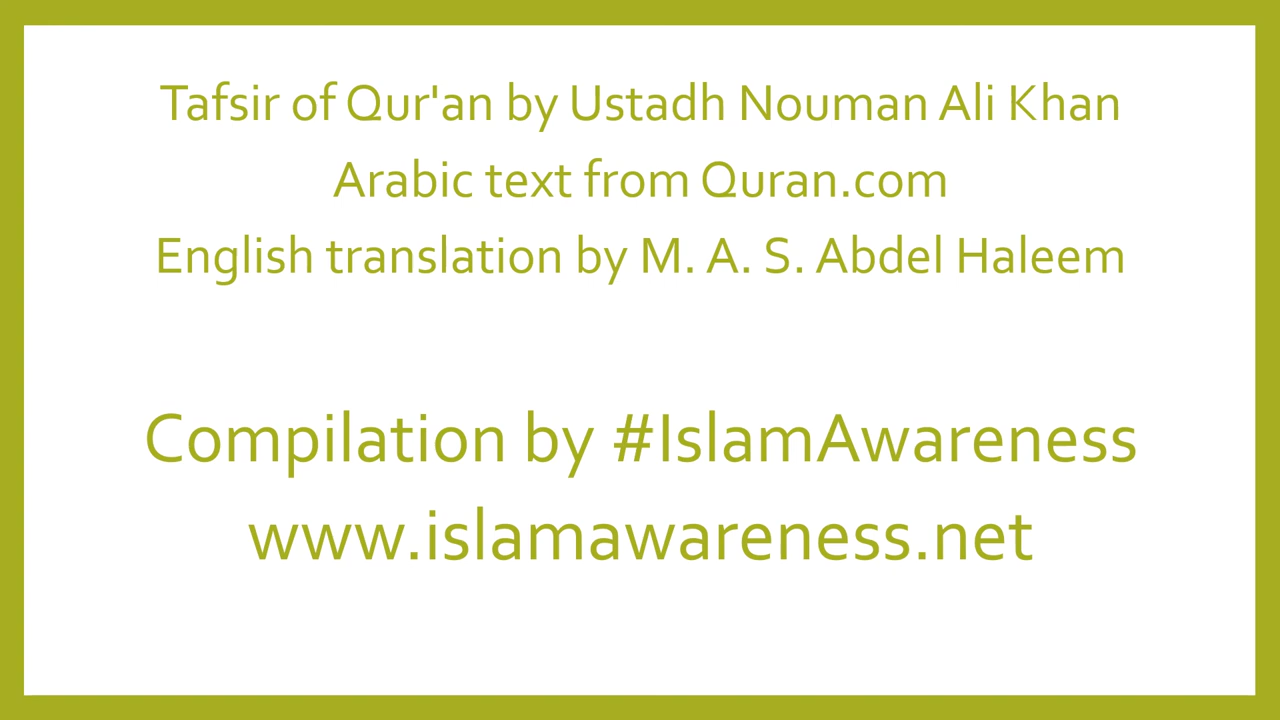 Tafsir of Qur'an by Ustadh Nouman Ali Khan
Arabic text from Quran.com
English translation by M. A. S. Abdel Haleem
Compilation by #IslamAwareness
www.islamawareness.net